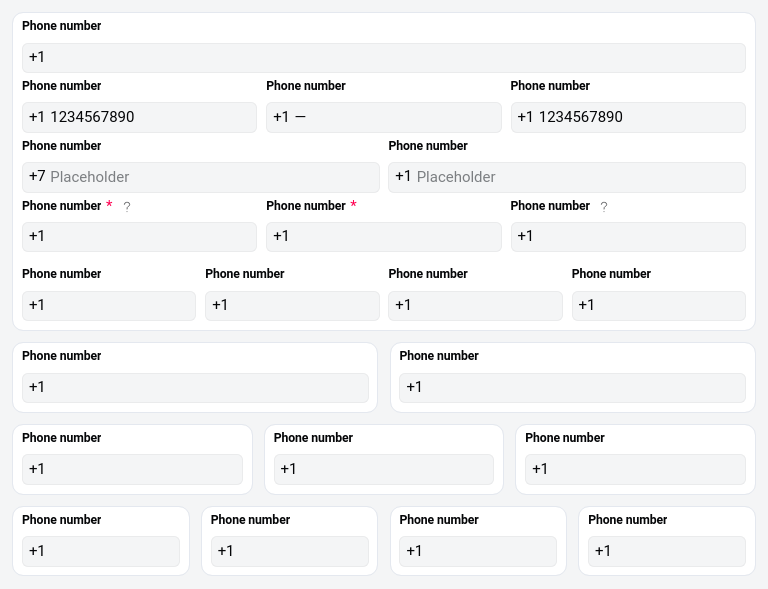 Phone number
+1
Phone number Phone number Phone number
+1 1234567890 +1 — +1 1234567890
Phone number Phone number
+7 Placeholder +1 Placeholder
Phone number * ? Phone number * Phone number ?
+1 +1 +1
Phone number Phone number Phone number Phone number
+1 +1 +1 +1
Phone number Phone number
+1 +1
Phone number Phone number Phone number
+1 +1 +1
Phone number Phone number Phone number Phone number
+1 +1 +1 +1